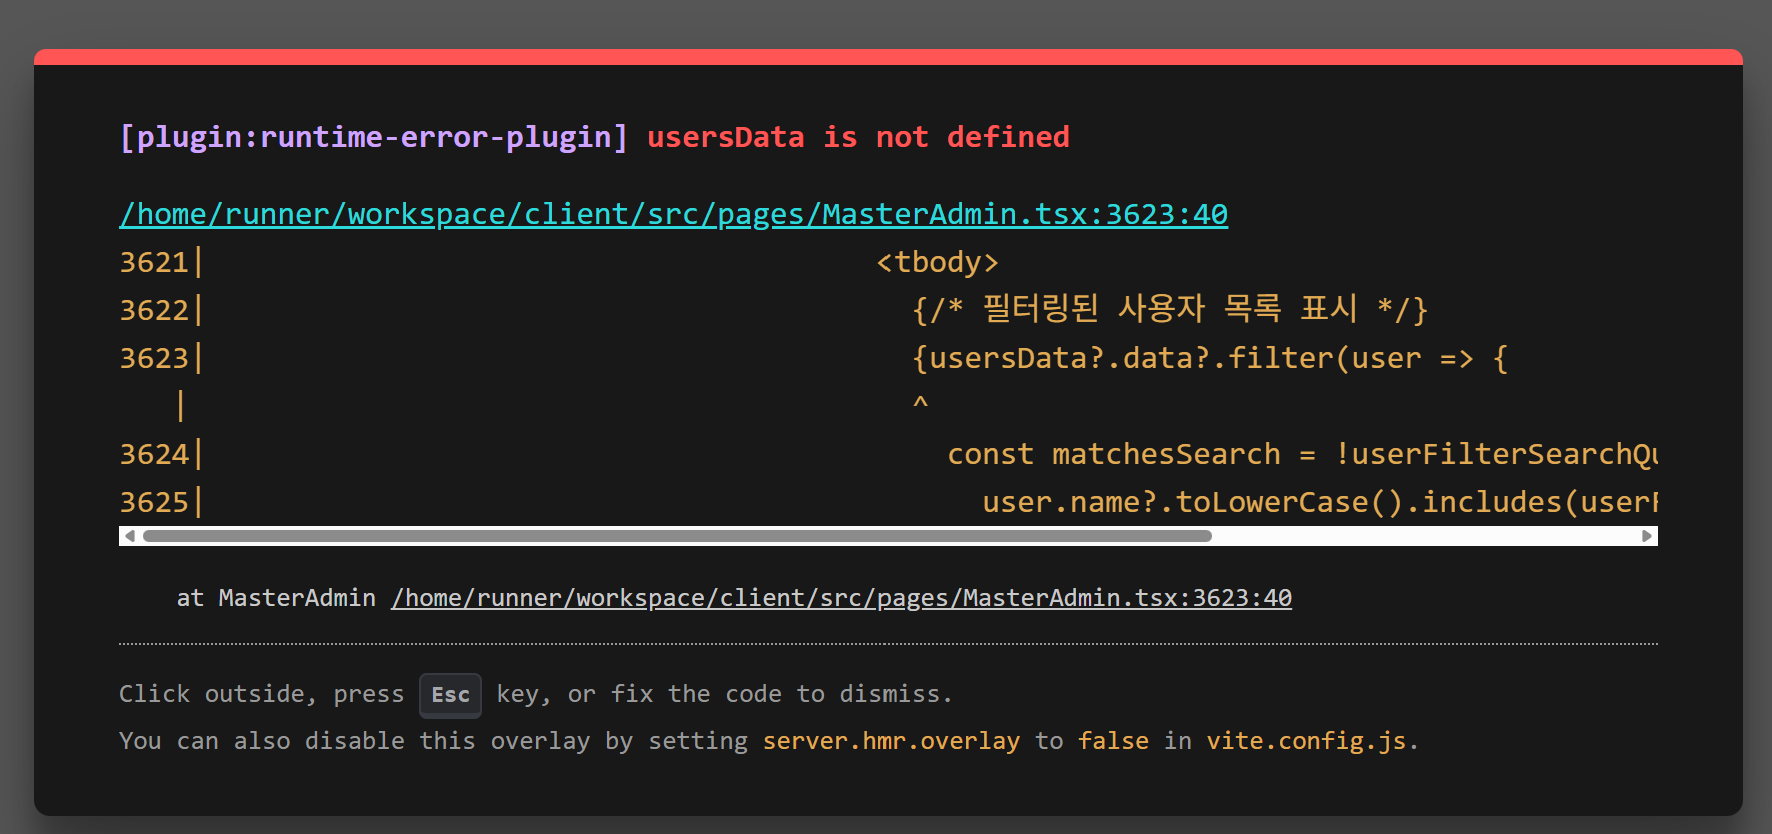 [plugin:runtime-error-plugin] usersData is not defined
/home/runner/workspace/client/src/pages/MasterAdmin.tsx:3623:40
3621| <tbody>
3622| {/* 필터링된 사용자 목록 표시 */}
3623| {usersData?.data?.filter(user => {
| ^
3624| const matchesSearch = !userFilterSearchQu
3625| user.name?.toLowerCase().includes(userF
at MasterAdmin /home/runner/workspace/client/src/pages/MasterAdmin.tsx:3623:40
Click outside, press Esc key, or fix the code to dismiss.
You can also disable this overlay by setting server.hmr.overlay to false in vite.config.js.